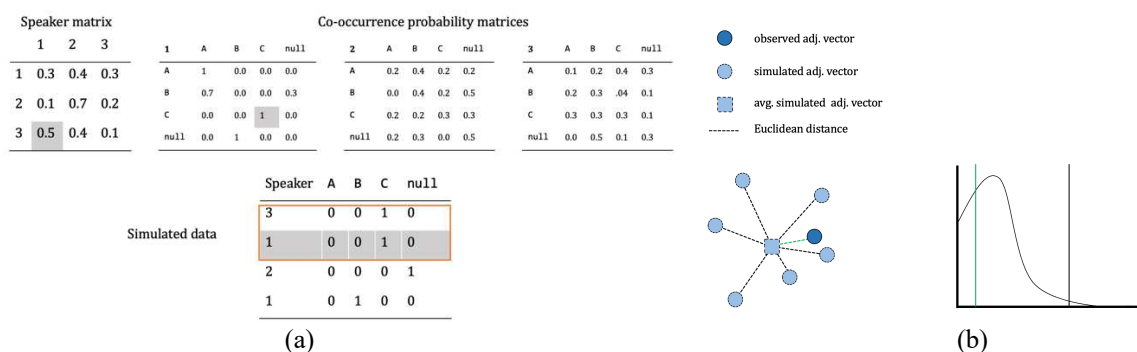 Speaker matrix
1 2 3
1 0.3 0.4 0.3
2 0.1 0.7 0.2
3 0.5 0.4 0.1
Co-occurrence probability matrices
1 A B C null
A 1 0.0 0.0 0.0
B 0.7 0.0 0.0 0.3
C 0.0 0.0 1 0.0
null 0.0 1 0.0 0.0
2 A B C null
A 0.2 0.4 0.2 0.2
B 0.0 0.4 0.2 0.5
C 0.2 0.2 0.3 0.3
null 0.2 0.3 0.0 0.5
3 A B C null
A 0.1 0.2 0.4 0.3
B 0.2 0.3 .04 0.1
C 0.3 0.3 0.3 0.1
null 0.0 0.5 0.1 0.3
Simulated data
Speaker A B C null
3 0 0 1 0
1 0 0 1 0
2 0 0 0 1
1 0 1 0 0
(a)
observed adj. vector
simulated adj. vector
avg. simulated adj. vector
Euclidean distance
(b)